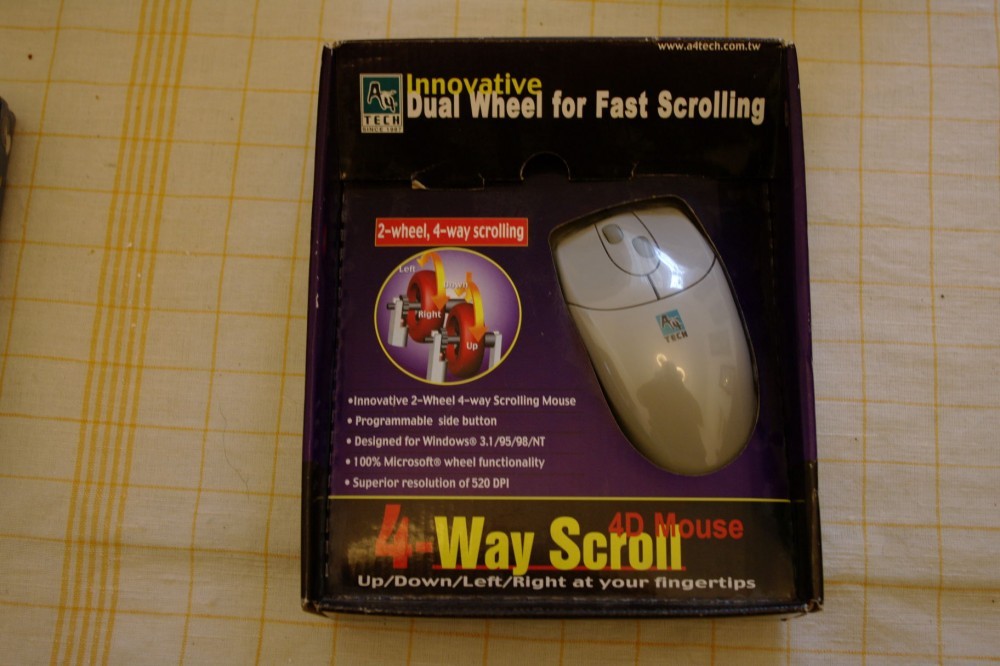 www.a4tech.com.tw
Innovative
Dual Wheel for Fast Scrolling
A4
TECH
SINCE 1987
2-wheel, 4-way scrolling
Left
Down
Right
Up
A4
TECH
•Innovative 2-Wheel 4-way Scrolling Mouse
• Programmable side button
• Designed for Windows® 3.1/95/98/NT
• 100% Microsoft® wheel functionality
• Superior resolution of 520 DPI
4-Way Scroll
4D Mouse
Up/Down/Left/Right at your fingertips